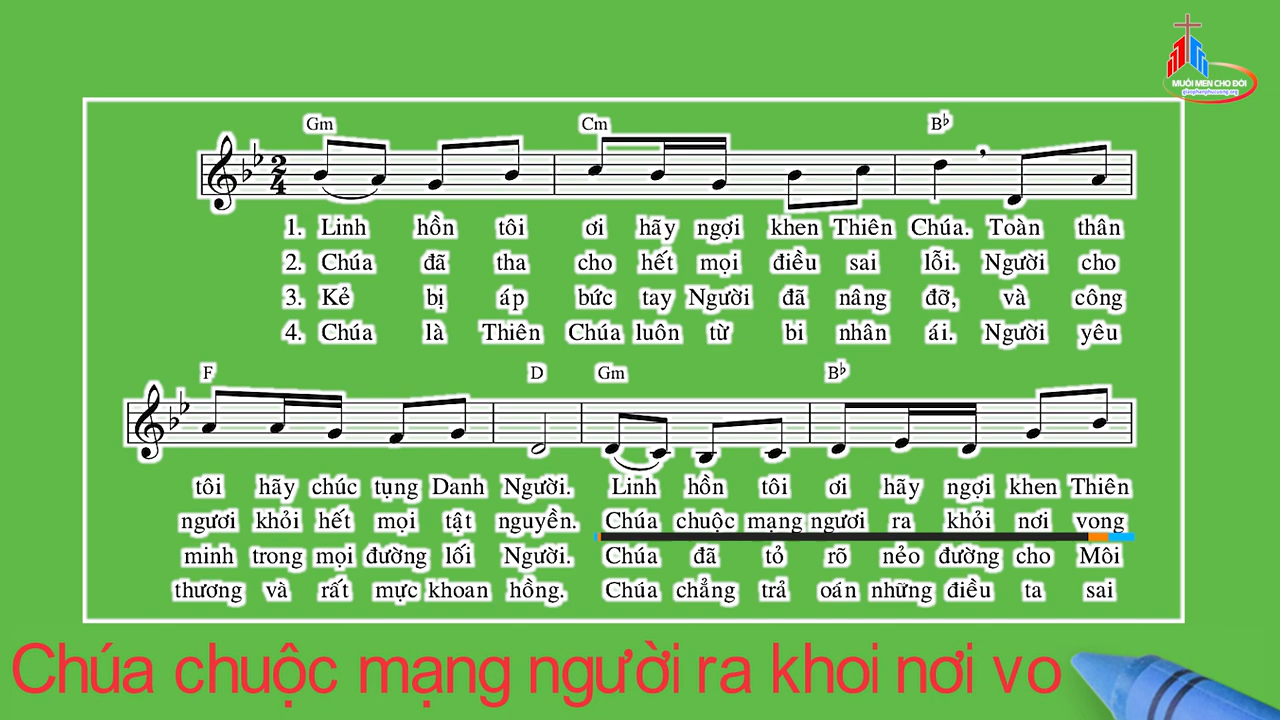 MUỐI MEN CHO ĐỜI
giaophanphucuong.org
Gm Cm B♭
2
4
1. Linh hồn tôi ơi hãy ngợi khen Thiên Chúa. Toàn thân
2. Chúa đã tha cho hết mọi điều sai lỗi. Người cho
3. Kẻ bị áp bức tay Người đã nâng đỡ, và công
4. Chúa là Thiên Chúa luôn từ bi nhân ái. Người yêu
F D Gm B♭
tôi hãy chúc tụng Danh Người. Linh hồn tôi ơi hãy ngợi khen Thiên
ngươi khỏi hết mọi tật nguyền. Chúa chuộc mạng ngươi ra khỏi nơi vong
minh trong mọi đường lối Người. Chúa đã tỏ rõ nẻo đường cho Môi
thương và rất mực khoan hồng. Chúa chẳng trả oán những điều ta sai
Chúa chuộc mạng người ra khoi nơi vo